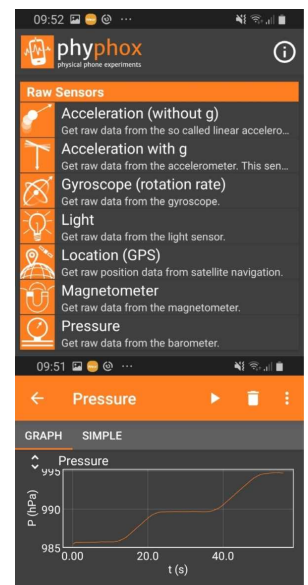 09:52
phyphox
physical phone experiments
Raw Sensors
Acceleration (without g)
Get raw data from the so called linear accelero...
Acceleration with g
Get raw data from the accelerometer. This sen...
Gyroscope (rotation rate)
Get raw data from the gyroscope.
Light
Get raw data from the light sensor.
Location (GPS)
Get raw position data from satellite navigation.
Magnetometer
Get raw data from the magnetometer.
Pressure
Get raw data from the barometer.
09:51
Pressure
GRAPH SIMPLE
Pressure
995
990
985
P (hPa)
0.00 20.0 40.0
t (s)